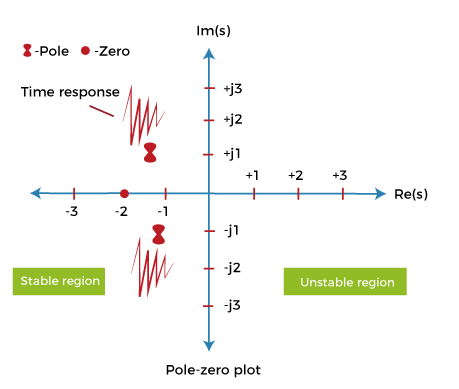 Im(s)
-Pole -Zero
Time response
+j3
+j2
+j1
+1 +2 +3
Re(s)
-3 -2 -1
-j1
-j2
-j3
Stable region
Unstable region
Pole-zero plot